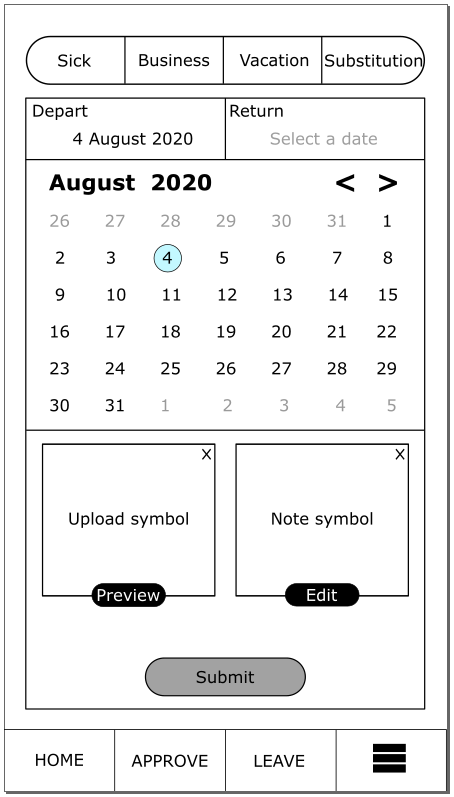 Sick Business Vacation Substitution
Depart Return
4 August 2020 Select a date
August 2020 < >
26 27 28 29 30 31 1
2 3 4 5 6 7 8
9 10 11 12 13 14 15
16 17 18 19 20 21 22
23 24 25 26 27 28 29
30 31 1 2 3 4 5
X X
Upload symbol Note symbol
Preview Edit
Submit
HOME APPROVE LEAVE